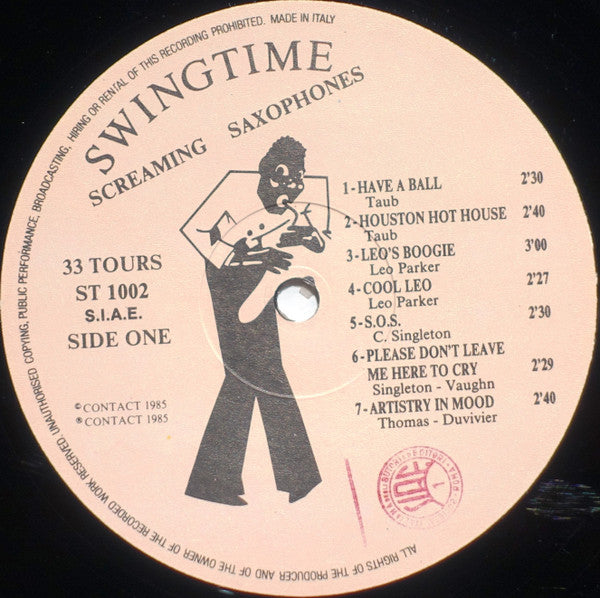 ALL RIGHTS OF THE PRODUCER AND OF THE OWNER OF THE RECORDED WORK RESERVED. UNAUTHORISED COPYING, PUBLIC PERFORMANCE, BROADCASTING, HIRING OR RENTAL OF THIS RECORDING PROHIBITED. MADE IN ITALY
SWINGTIME
SCREAMING SAXOPHONES
33 TOURS
ST 1002
S.I.A.E.
SIDE ONE
© CONTACT 1985
℗ CONTACT 1985
1-HAVE A BALL 2'30
Taub
2-HOUSTON HOT HOUSE 2'40
Taub
3-LEO'S BOOGIE 3'00
Leo Parker
4-COOL LEO 2'27
Leo Parker
5-S.O.S. 2'30
C. Singleton
6-PLEASE DON'T LEAVE
ME HERE TO CRY 2'29
Singleton - Vaughn
7-ARTISTRY IN MOOD 2'40
Thomas - Duvivier
SIAE
1